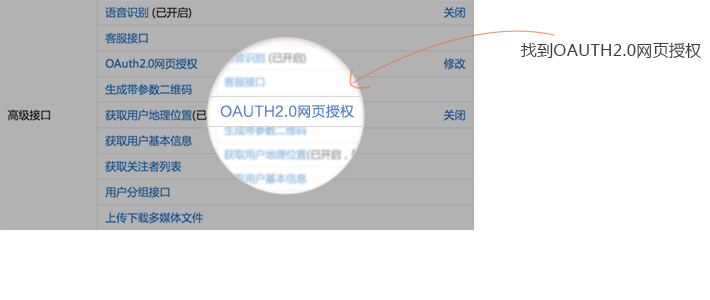 语音识别 (已开启) 关闭
客服接口
找到OAUTH2.0网页授权
OAuth2.0网页授权 修改
生成带参数二维码
OAUTH2.0网页授权
高级接口
获取用户地理位置(已 关闭
获取用户基本信息
获取关注者列表
用户分组接口
上传下载多媒体文件
语音识别 (已开启)
客服接口
生成带参数二维码
获取用户地理位置(已开启，
用户基本信息